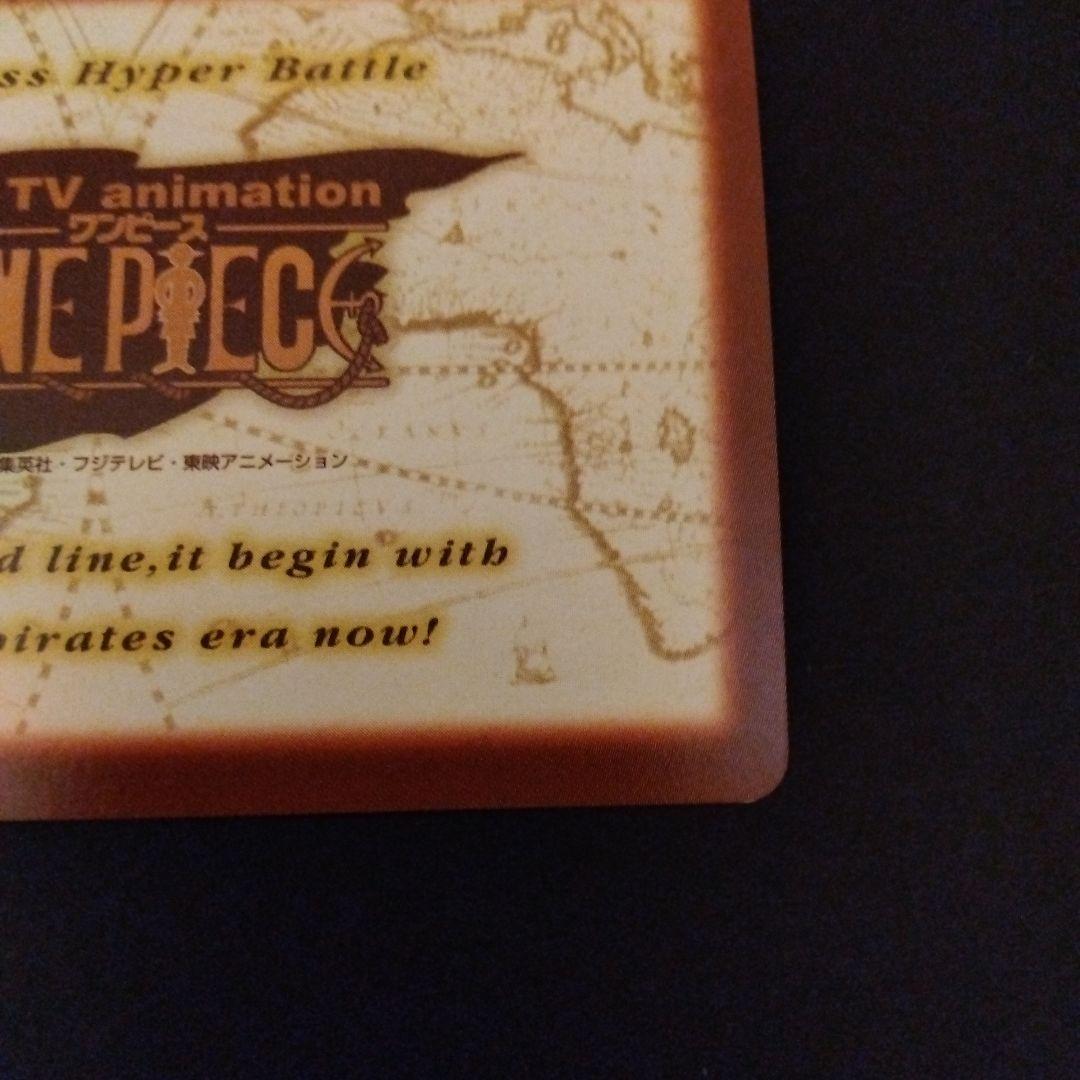 ss Hyper Battle
TV animation
ワンピース
NE PIECE
集英社・フジテレビ・東映アニメーション
d line,it begin with
pirates era now!